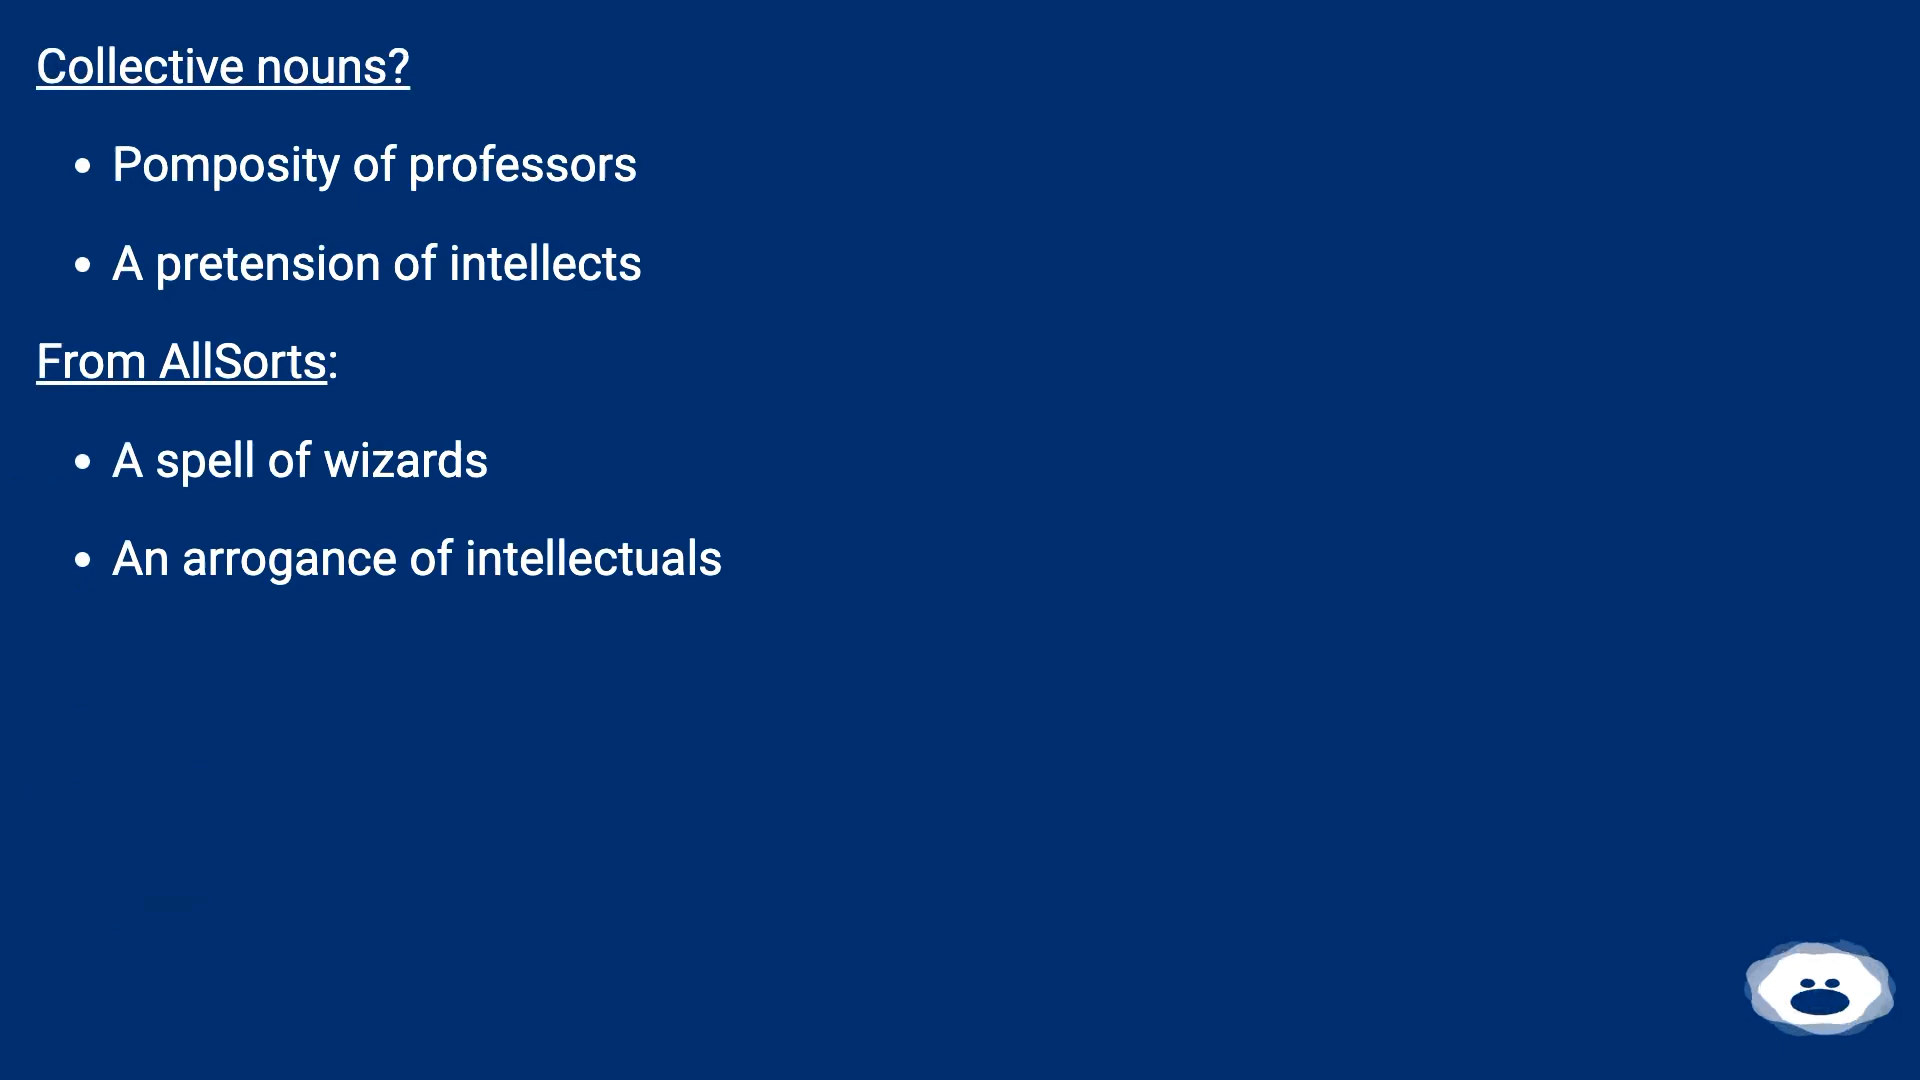 Collective nouns?
• Pomposity of professors
• A pretension of intellects
From AllSorts:
• A spell of wizards
• An arrogance of intellectuals